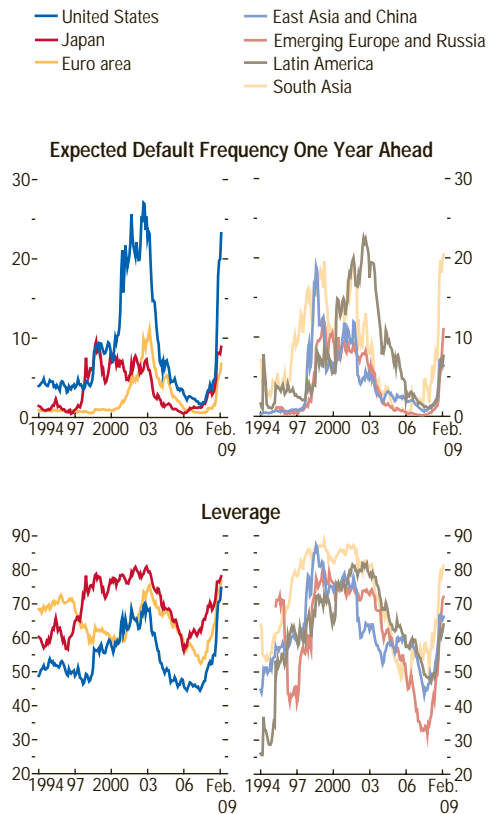 United States
Japan
Euro area
East Asia and China
Emerging Europe and Russia
Latin America
South Asia
Expected Default Frequency One Year Ahead
30
20
10
0
1994 97 2000 03 06 Feb.
09
30
20
10
0
1994 97 2000 03 06 Feb.
09
Leverage
90
80
70
60
50
40
30
20
1994 97 2000 03 06 Feb.
09
90
80
70
60
50
40
30
20
1994 97 2000 03 06 Feb.
09